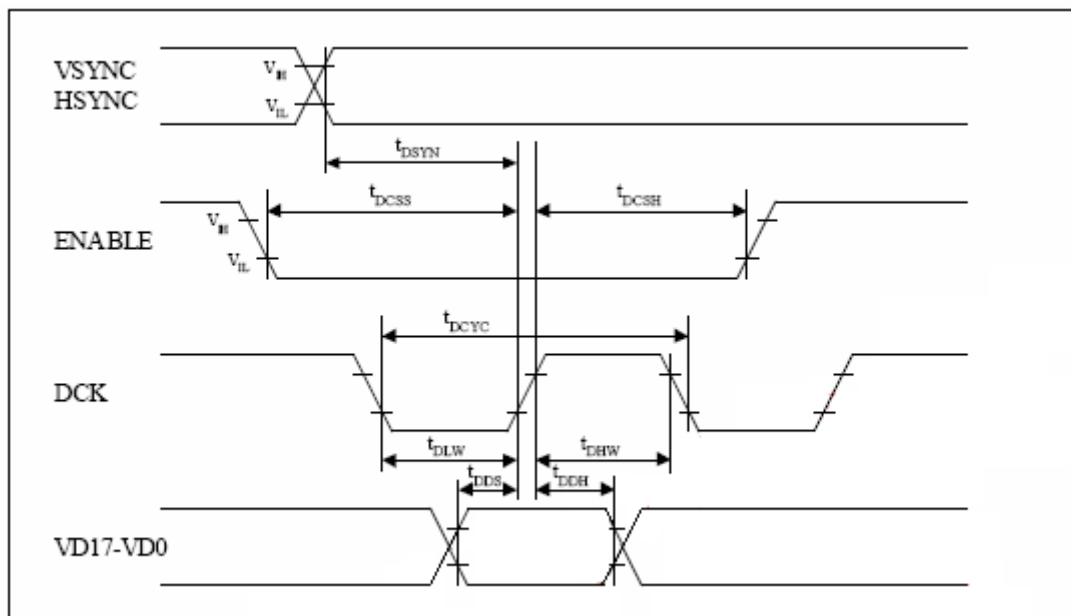 VSYNC
HSYNC
VIH
VIL
tDSYN
tDCSS
tDCSH
ENABLE
VIH
VIL
tDCYC
DCK
tDLW
tDHW
tDDS
tDDH
VD17-VD0